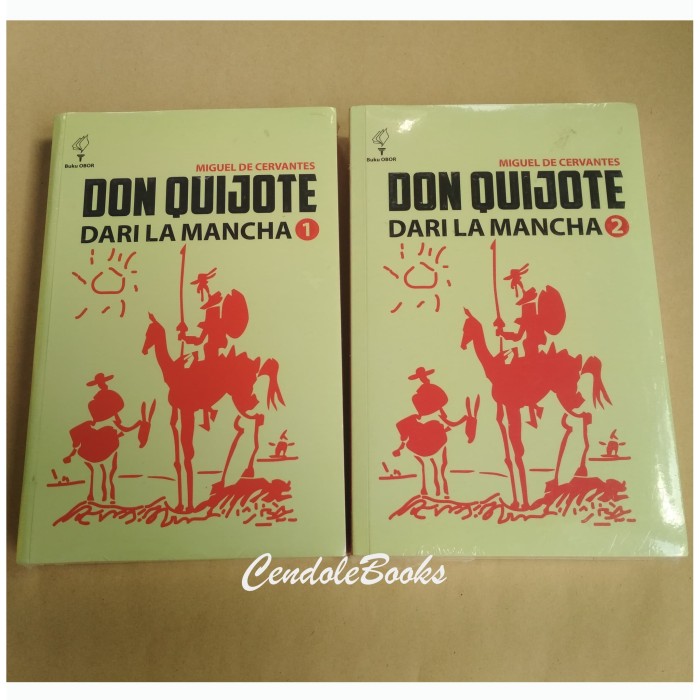 Buku OBOR
MIGUEL DE CERVANTES
DON QUIJOTE
DARI LA MANCHA 1
Buku OBOR
MIGUEL DE CERVANTES
DON QUIJOTE
DARI LA MANCHA 2
CendoleBooks